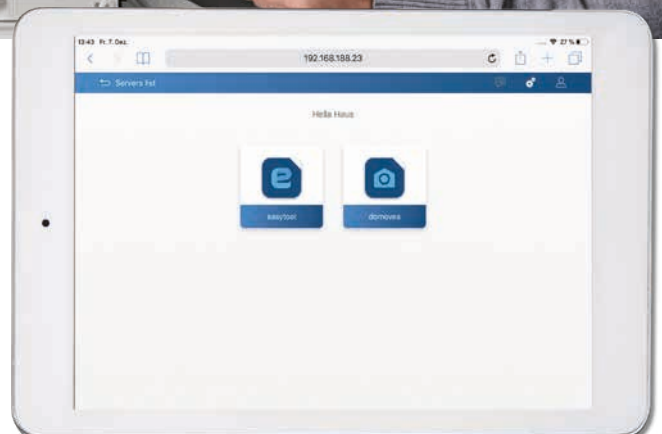 13:43 Fr. 7. Dez.
27 %
192.168.188.23
Servers list
Hella Haus
e
easytool
domovea